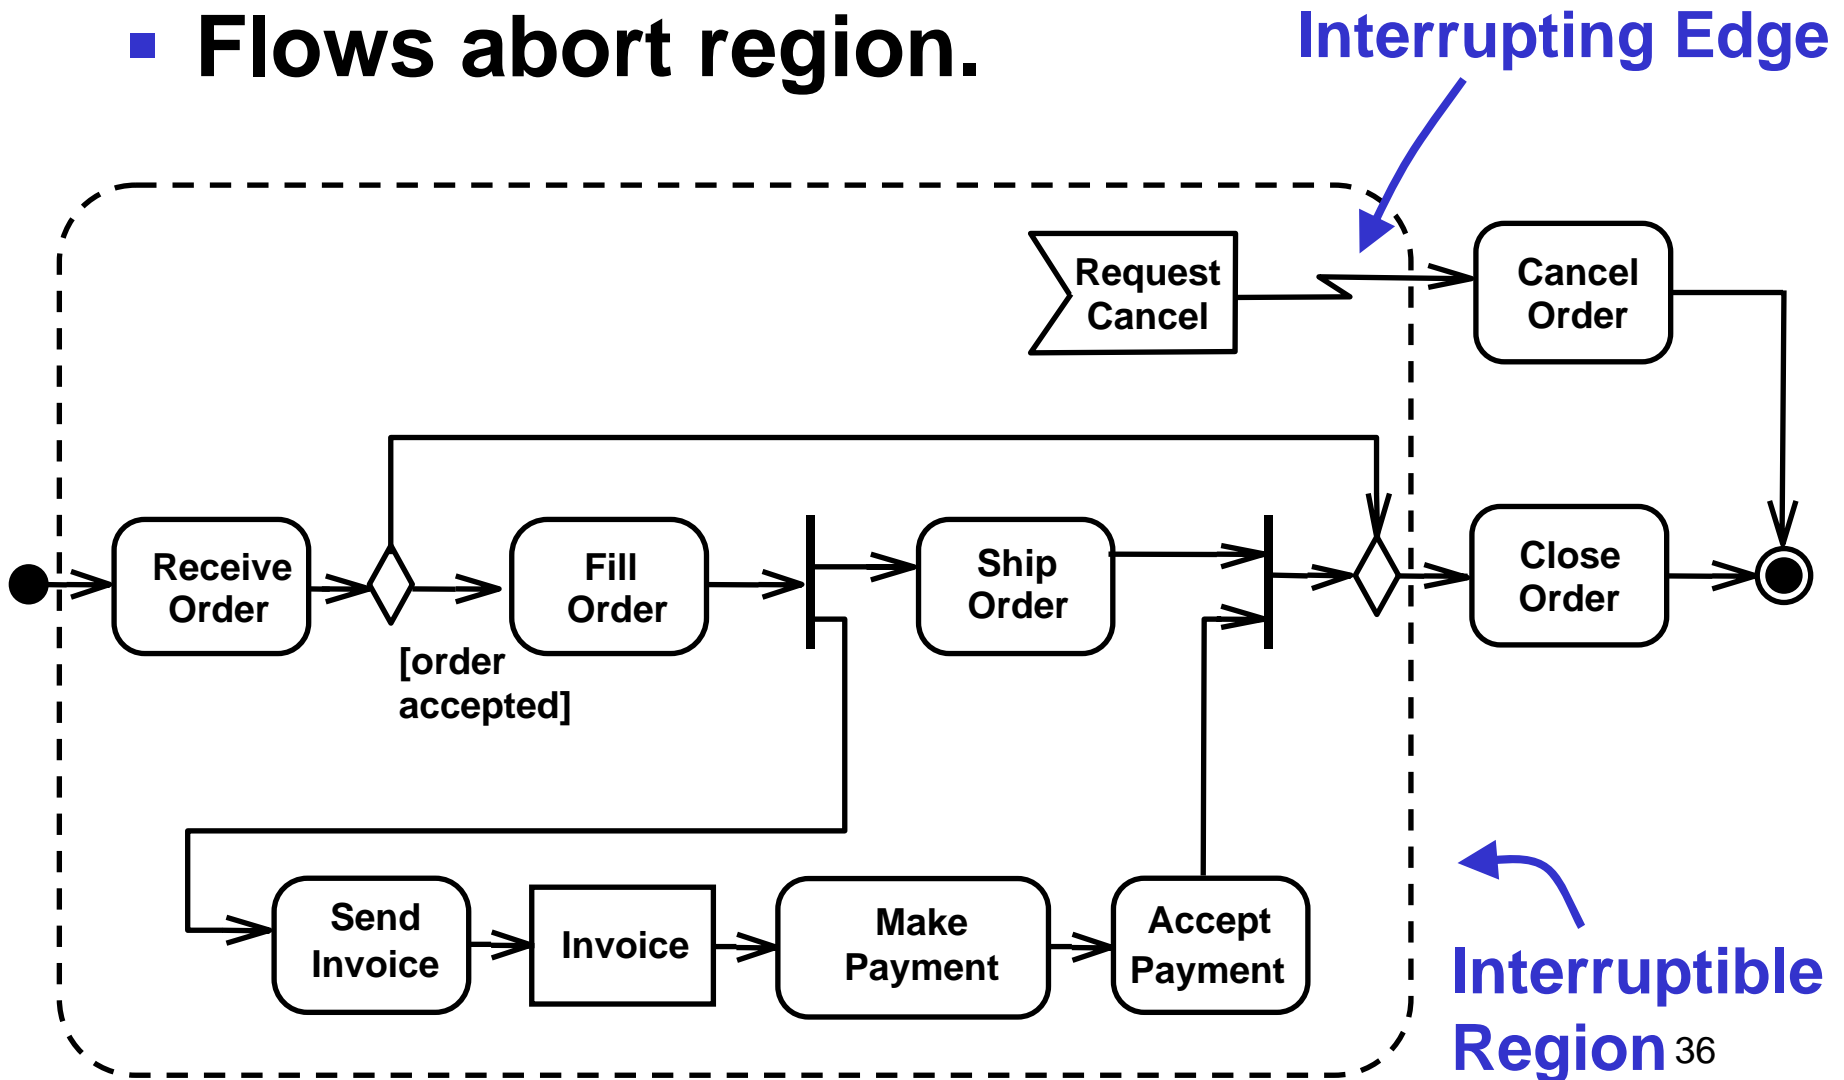 Flows abort region.
Interrupting Edge
Request
Cancel
Cancel
Order
Receive
Order
[order
accepted]
Fill
Order
Ship
Order
Close
Order
Send
Invoice
Invoice
Make
Payment
Accept
Payment
Interruptible
Region 36